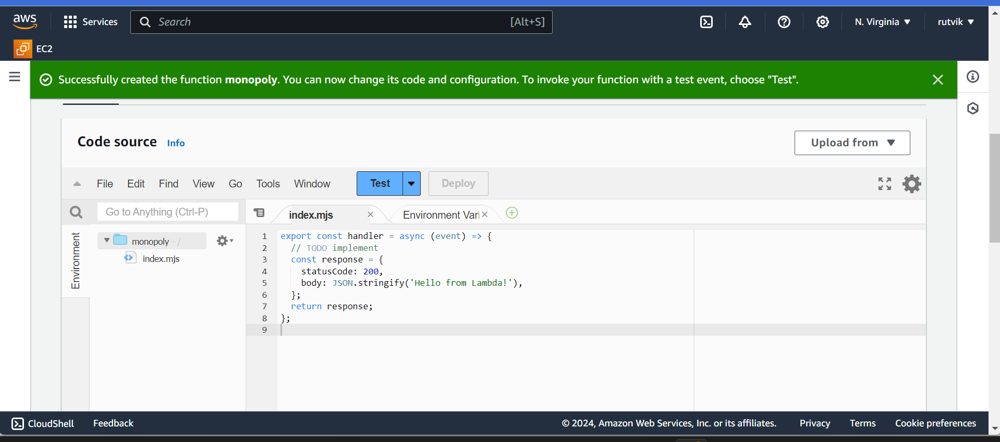 aws
Services
Search [Alt+S]
N. Virginia
rutvik
EC2
Successfully created the function monopoly. You can now change its code and configuration. To invoke your function with a test event, choose "Test".
Code source Info
Upload from
File Edit Find View Go Tools Window
Test
Deploy
Go to Anything (Ctrl-P)
index.mjs
Environment Vari
Environment
monopoly - /
index.mjs
1 export const handler = async (event) => {
2 // TODO implement
3 const response = {
4 statusCode: 200,
5 body: JSON.stringify('Hello from Lambda!'),
6 };
7 return response;
8 };
9
CloudShell Feedback
© 2024, Amazon Web Services, Inc. or its affiliates. Privacy Terms Cookie preferences